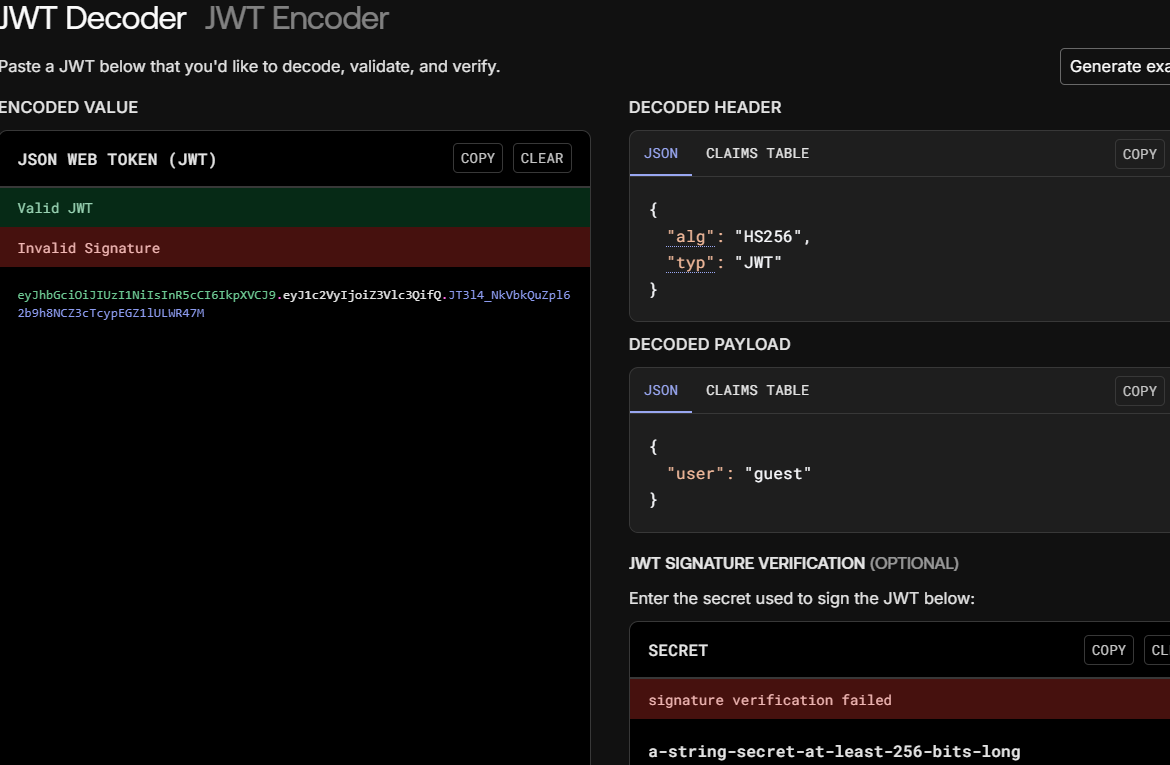 JWT Decoder JWT Encoder
Paste a JWT below that you'd like to decode, validate, and verify.
Generate exa
ENCODED VALUE
JSON WEB TOKEN (JWT)
COPY
CLEAR
Valid JWT
Invalid Signature
eyJhbGciOiJIUzI1NiIsInR5cCI6IkpXVCJ9.eyJ1c2VyIjoiZ3Vlc3QifQ.JT3l4_NkVbkQuZpl6
2b9h8NCZ3cTcypEGZ1lULWR47M
DECODED HEADER
JSON CLAIMS TABLE
COPY
{
"alg": "HS256",
"typ": "JWT"
}
DECODED PAYLOAD
JSON CLAIMS TABLE
COPY
{
"user": "guest"
}
JWT SIGNATURE VERIFICATION (OPTIONAL)
Enter the secret used to sign the JWT below:
SECRET
COPY
CL
signature verification failed
a-string-secret-at-least-256-bits-long